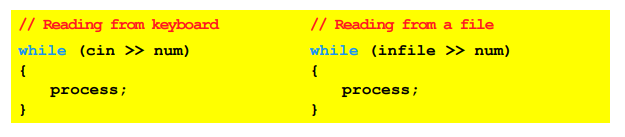 // Reading from keyboard
while (cin >> num)
{
process;
}
// Reading from a file
while (infile >> num)
{
process;
}